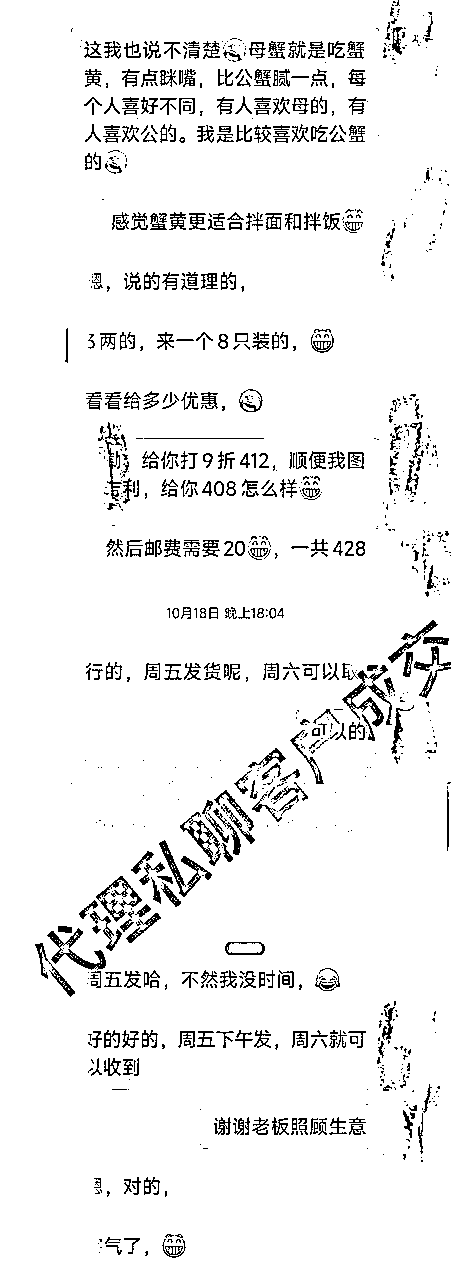 这我也说不清楚母蟹就是吃蟹
黄，有点眯嘴，比公蟹腻一点，每
个人喜好不同，有人喜欢母的，有
人喜欢公的。我是比较喜欢吃公蟹
的
感觉蟹黄更适合拌面和拌饭😁
嗯，说的有道理的，
3两的，来一个8只装的，😁
看看给多少优惠，
给你打9折412，顺便我图
吉利，给你408怎么样😁
然后邮费需要20😁，一共428
10月18日 晚上18:04
行的，周五发货呢，周六可以取
可以的
代理私聊客户成交
周五发哈，不然我没时间，😂
好的好的，周五下午发，周六就可
以收到
谢谢老板照顾生意
嗯，对的，
气了，😁